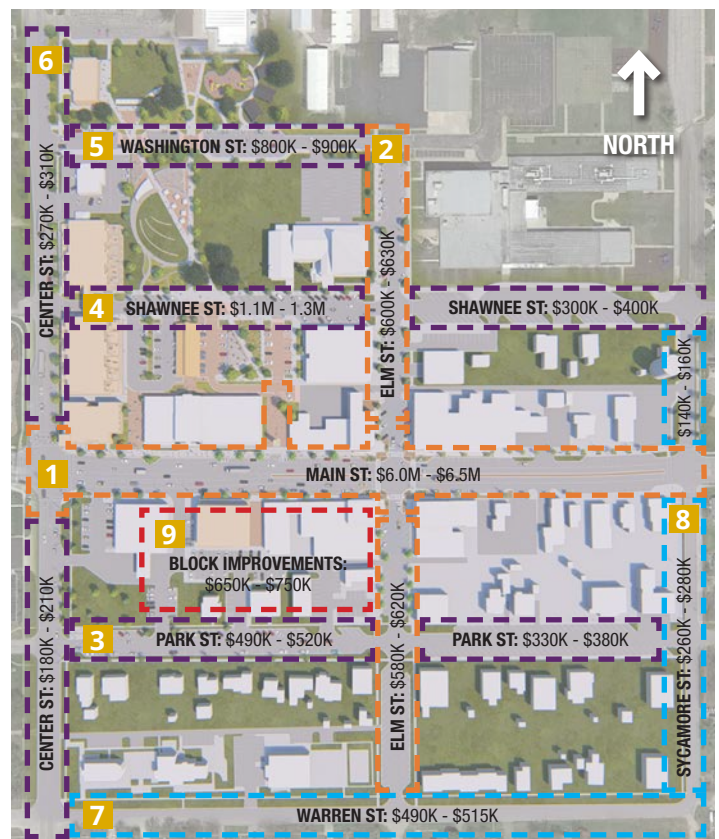 6
NORTH
5
WASHINGTON ST: $800K - $900K
2
CENTER ST: $270K - $310K
ELM ST: $600K - $630K
4
SHAWNEE ST: $1.1M - 1.3M
SHAWNEE ST: $300K - $400K
$140K - $160K
1
MAIN ST: $6.0M - $6.5M
9
BLOCK IMPROVEMENTS:
$650K - $750K
8
3
PARK ST: $490K - $520K
PARK ST: $330K - $380K
CENTER ST: $180K - $210K
ELM ST: $580K - $620K
SYCAMORE ST: $260K - $280K
7
WARREN ST: $490K - $515K